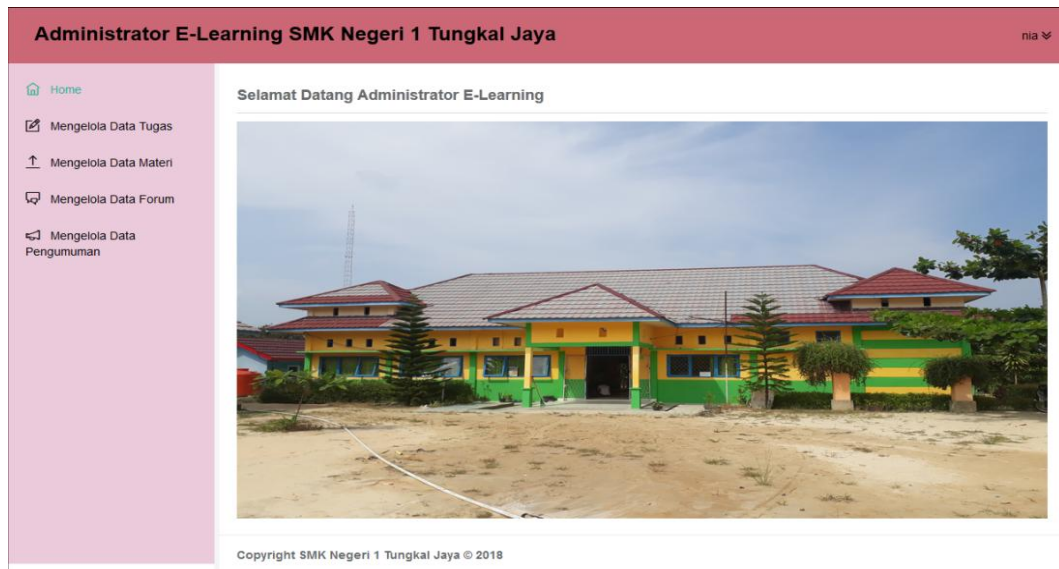 Administrator E-Learning SMK Negeri 1 Tungkal Jaya
nia
Home
Mengelola Data Tugas
Mengelola Data Materi
Mengelola Data Forum
Mengelola Data
Pengumuman
Selamat Datang Administrator E-Learning
Copyright SMK Negeri 1 Tungkal Jaya © 2018